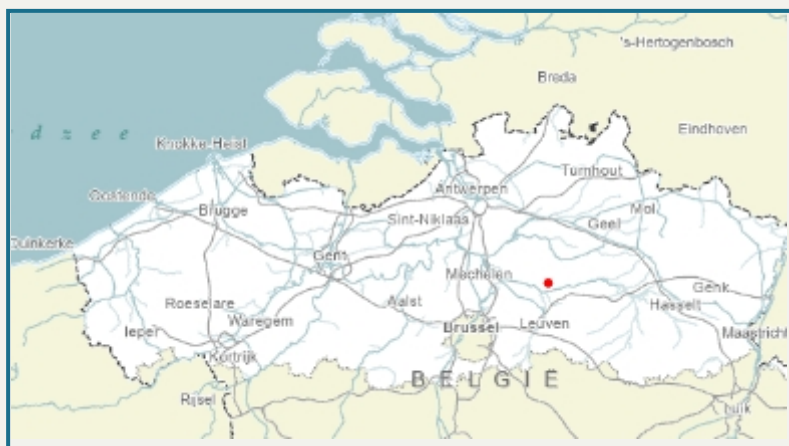 's-Hertogenbosch
Breda
dzee
Eindhoven
Knokke-Heist
Turnhout
Antwerpen
Oostende
Mol
Brugge
Sint-Niklaas
Geel
Duinkerke
Gent
Mechelen
Genk
Roeselare
Aalst
Hasselt
Waregem
Brussel
Leuven
Ieper
Maastricht
Kortrijk
BELGIË
Rijsel
Luik